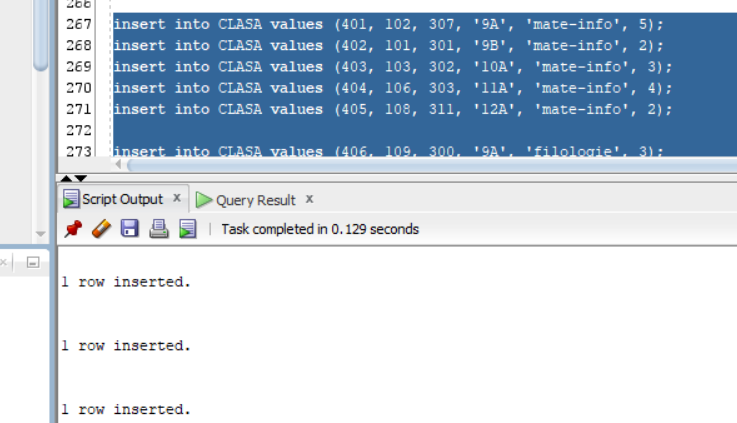 266
267 insert into CLASA values (401, 102, 307, '9A', 'mate-info', 5);
268 insert into CLASA values (402, 101, 301, '9B', 'mate-info', 2);
269 insert into CLASA values (403, 103, 302, '10A', 'mate-info', 3);
270 insert into CLASA values (404, 106, 303, '11A', 'mate-info', 4);
271 insert into CLASA values (405, 108, 311, '12A', 'mate-info', 2);
272
273 insert into CLASA values (406, 109, 300, '9A', 'filologie', 3);
Script Output x Query Result x
Task completed in 0.129 seconds
1 row inserted.
1 row inserted.
1 row inserted.